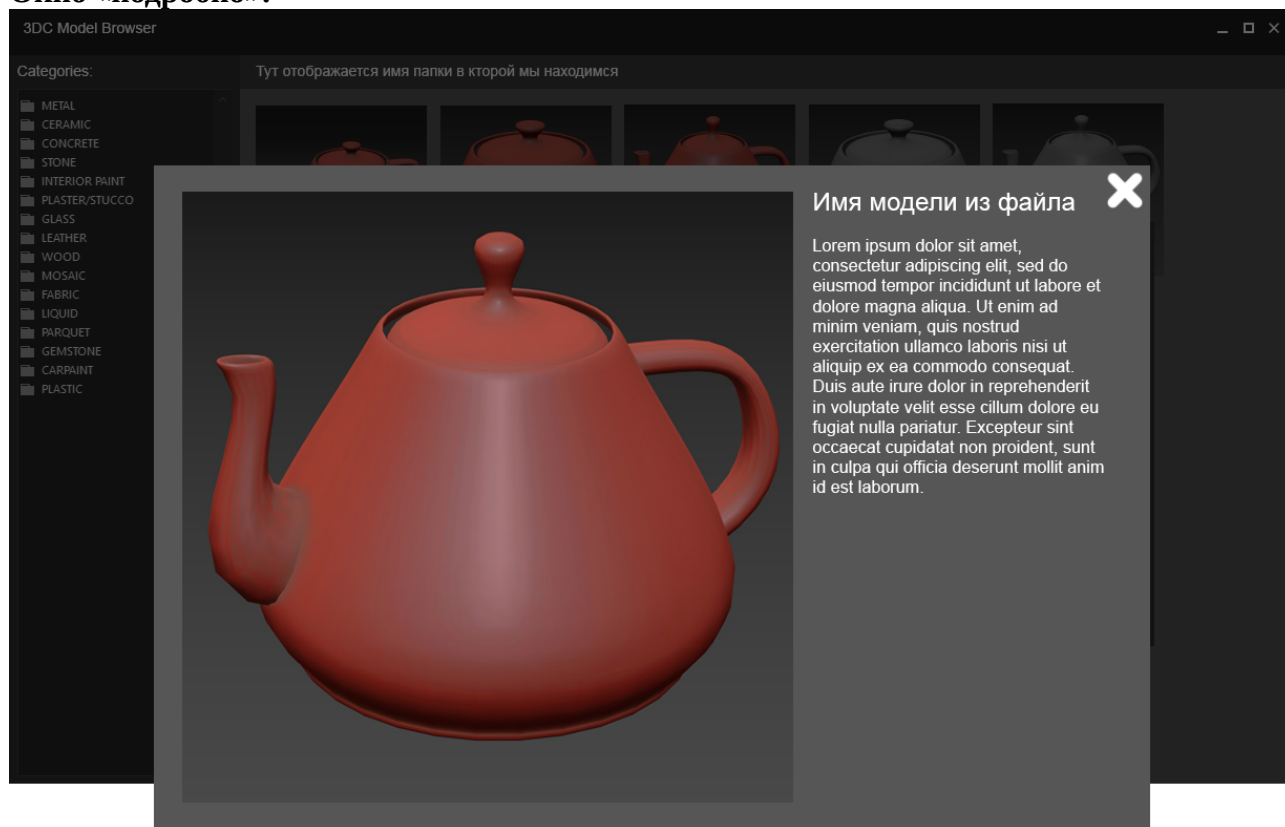 Окно «подробно»:
3DC Model Browser
Categories:
Тут отображается имя папки в кторой мы находимся
METAL
CERAMIC
CONCRETE
STONE
INTERIOR PAINT
PLASTER/STUCCO
GLASS
LEATHER
WOOD
MOSAIC
FABRIC
LIQUID
PARQUET
GEMSTONE
CARPAINT
PLASTIC
Имя модели из файла
Lorem ipsum dolor sit amet,
consectetur adipiscing elit, sed do
eiusmod tempor incididunt ut labore et
dolore magna aliqua. Ut enim ad
minim veniam, quis nostrud
exercitation ullamco laboris nisi ut
aliquip ex ea commodo consequat.
Duis aute irure dolor in reprehenderit
in voluptate velit esse cillum dolore eu
fugiat nulla pariatur. Excepteur sint
occaecat cupidatat non proident, sunt
in culpa qui officia deserunt mollit anim
id est laborum.